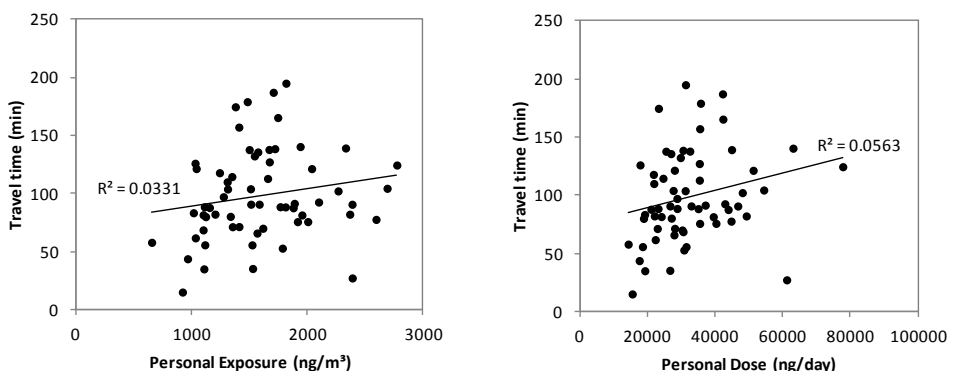 250
200
150
100
50
0
Travel time (min)
R² = 0.0331
0 1000 2000 3000
Personal Exposure (ng/m³)
250
200
150
100
50
0
Travel time (min)
R² = 0.0563
0 20000 40000 60000 80000 100000
Personal Dose (ng/day)